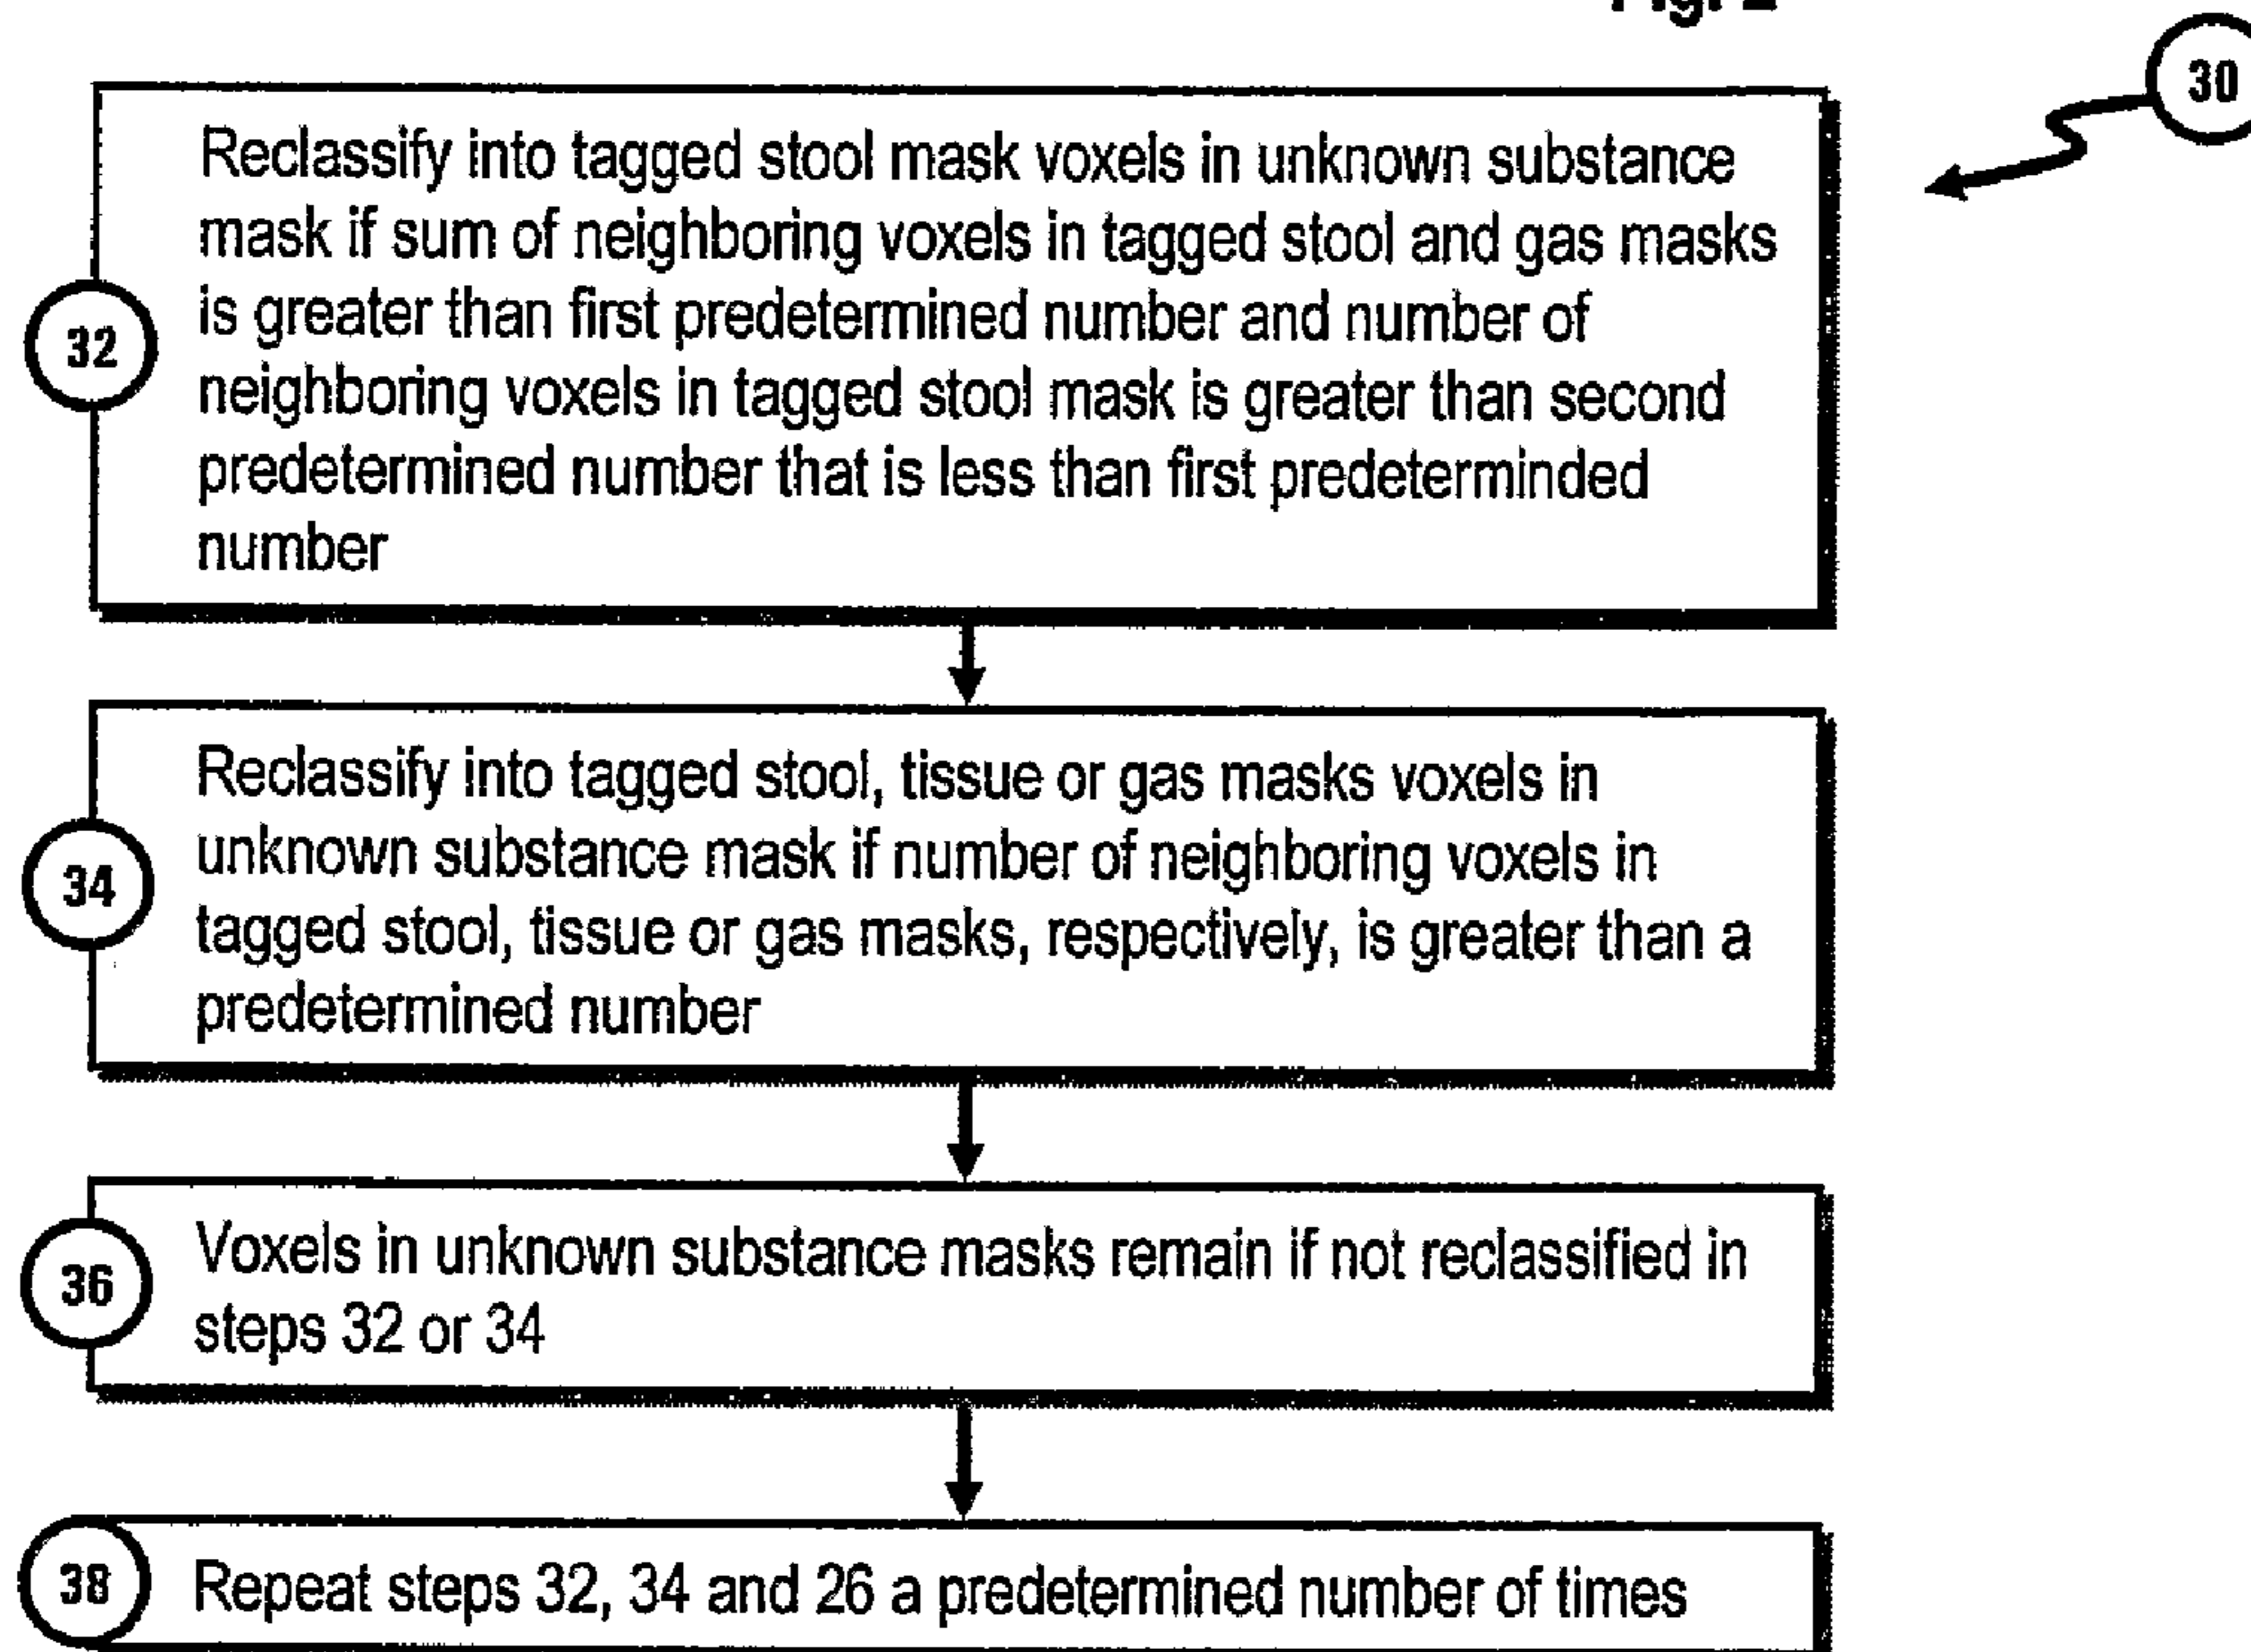 30
Reclassify into tagged stool mask voxels in unknown substance
mask if sum of neighboring voxels in tagged stool and gas masks
is greater than first predetermined number and number of
neighboring voxels in tagged stool mask is greater than second
predetermined number that is less than first predeterminded
number
32
Reclassify into tagged stool, tissue or gas masks voxels in
unknown substance mask if number of neighboring voxels in
tagged stool, tissue or gas masks, respectively, is greater than a
predetermined number
34
Voxels in unknown substance masks remain if not reclassified in
steps 32 or 34
36
38
Repeat steps 32, 34 and 26 a predetermined number of times